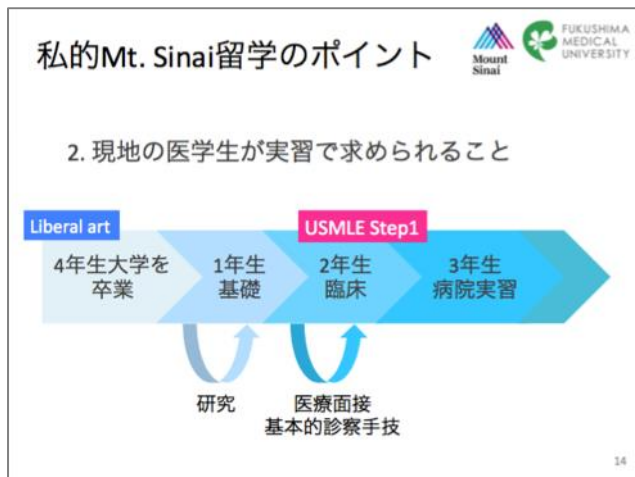 私的Mt. Sinai留学のポイント
Mount
Sinai
FUKUSHIMA
MEDICAL
UNIVERSITY
2. 現地の医学生が実習で求められること
Liberal art
USMLE Step1
4年生大学を
卒業
1年生
基礎
2年生
臨床
3年生
病院実習
研究
医療面接
基本的診察手技
14